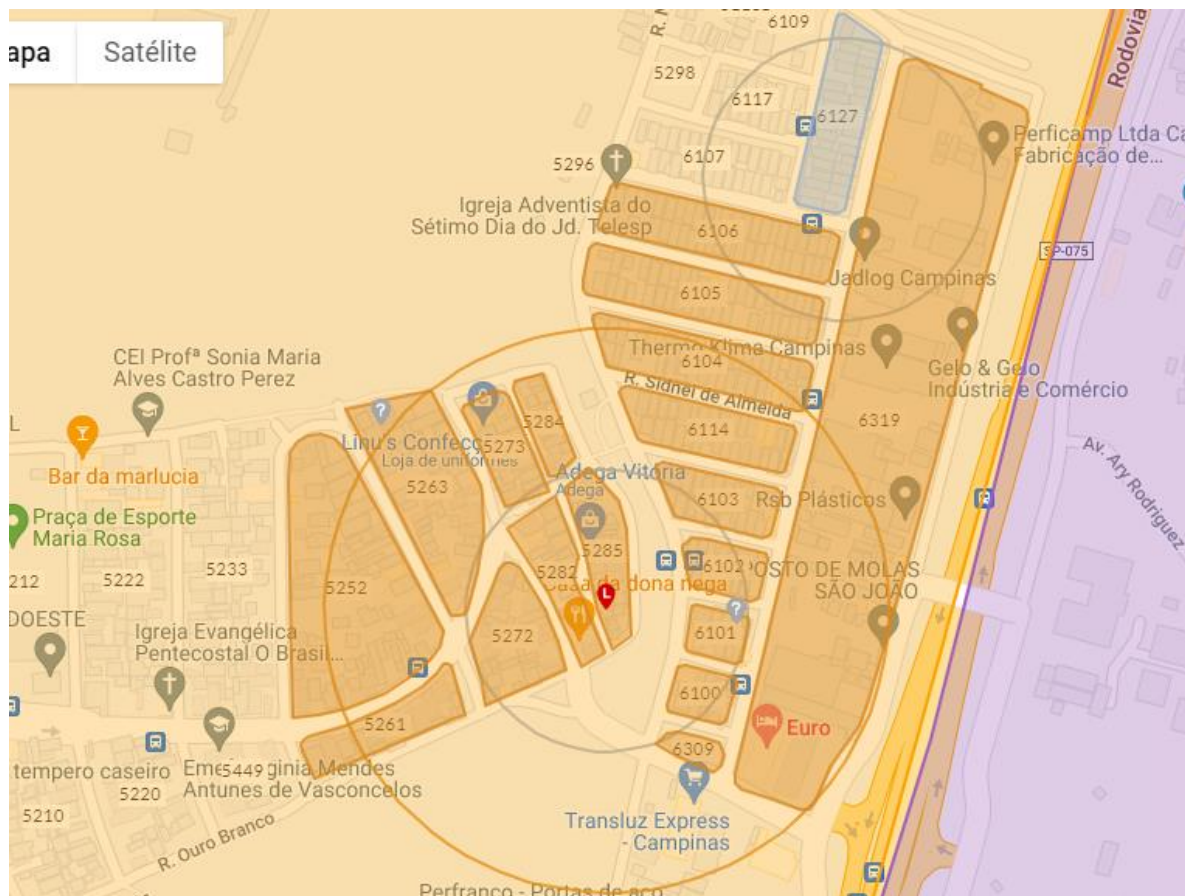 apa
Satélite
R. M
6109
Rodovia
5298
6117
6127
6107
5296
Perficamp Ltda Ca
Fabricação de...
Igreja Adventista do
Sétimo Dia do Jd. Telesp
6106
SP-075
Jadlog Campinas
6105
Thermo Klima Campinas
6104
Gelo & Gelo
Indústria e Comércio
CEI Profª Sonia Maria
Alves Castro Perez
R. Sidnei de Almeida
5284
6319
L
6114
Linu's Confecç
5273
Loja de uniformes
Bar da marlucia
5263
Adega Vitória
Adega
6103
Rsb Plásticos
Av. Ary Rodriguez
Praça de Esporte
Maria Rosa
5285
212
5222
5233
5252
5282
6102
POSTO DE MOLAS
SÃO JOÃO
Casa da dona nega
L
DOESTE
5272
6101
Igreja Evangélica
Pentecostal O Brasil...
6100
5261
Euro
6309
tempero caseiro
Eme
5449
ginia Mendes
Antunes de Vasconcelos
5220
5210
Transluz Express
- Campinas
R. Ouro Branco
Perfranco - Portas de aço